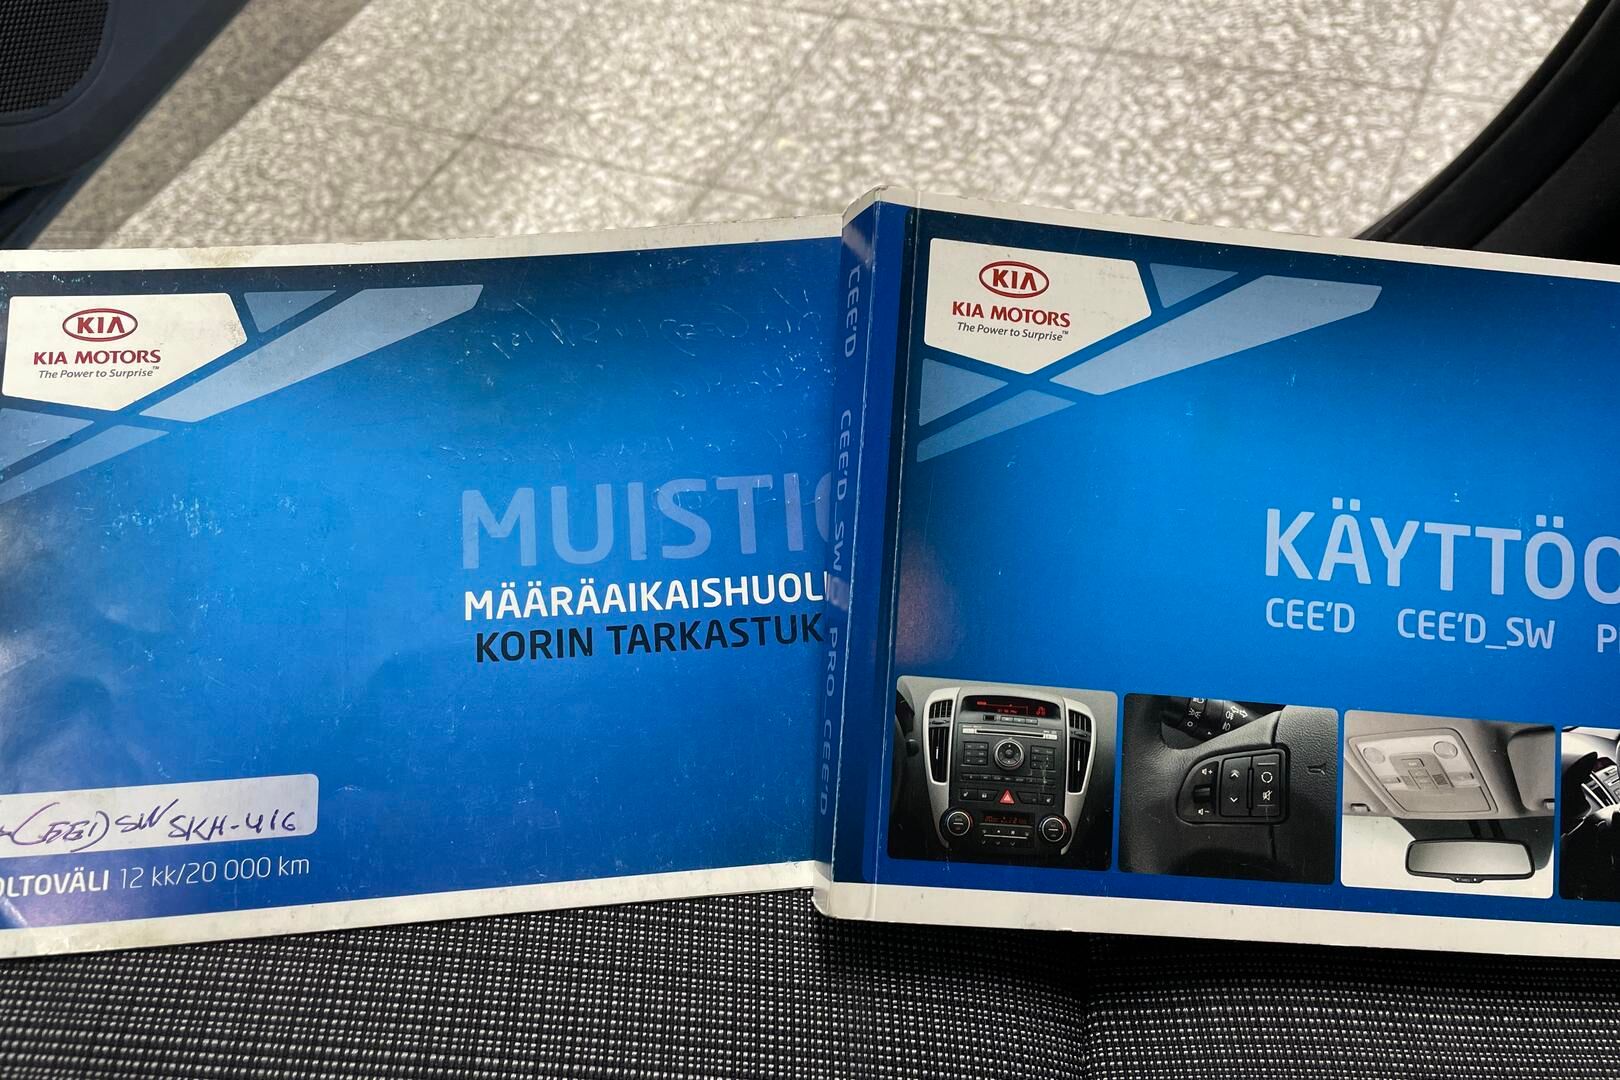 KIA
KIA MOTORS
The Power to Surprise™
MUISTI
MÄÄRÄAIKAISHUOL
KORIN TARKASTUK
SW SKH-416
OLTOVÄLI 12 kk/20 000 km
CEE'D CEE'D_SW PRO_CEE'D
KIA
KIA MOTORS
The Power to Surprise™
KÄYTTÖO
CEE'D CEE'D_SW P